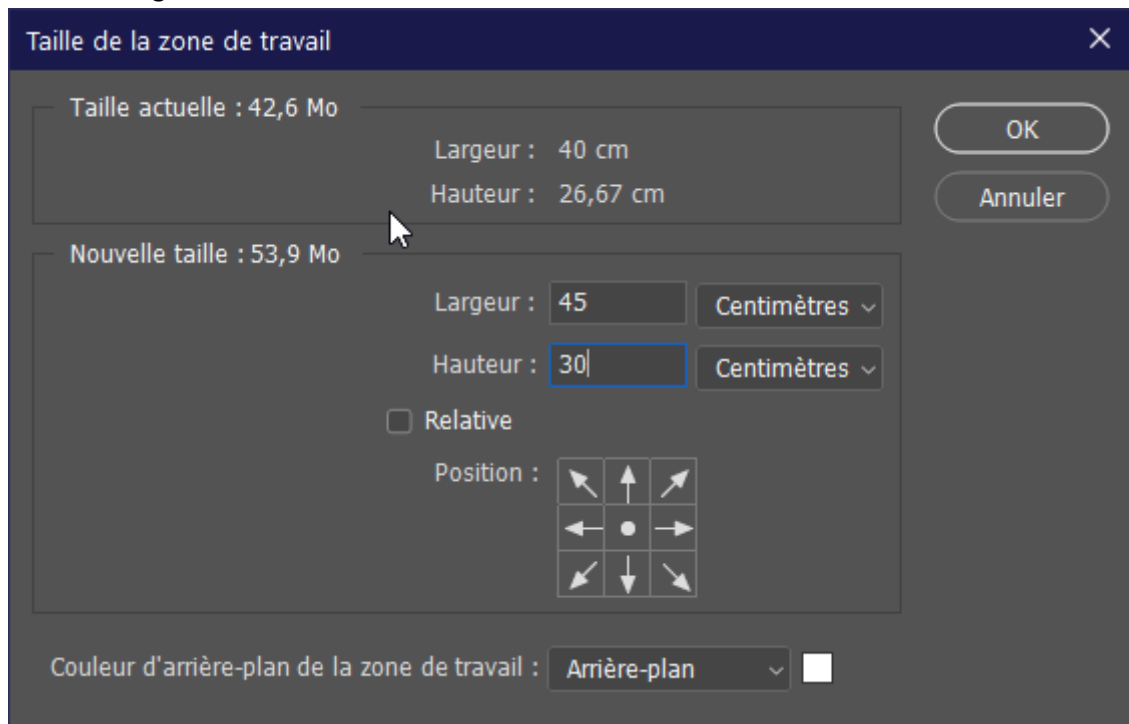 Taille de la zone de travail
Taille actuelle : 42,6 Mo
OK
Largeur : 40 cm
Hauteur : 26,67 cm
Annuler
Nouvelle taille : 53,9 Mo
Largeur : 45 Centimètres
Hauteur : 30 Centimètres
Relative
Position :
Couleur d'arrière-plan de la zone de travail : Arrière-plan